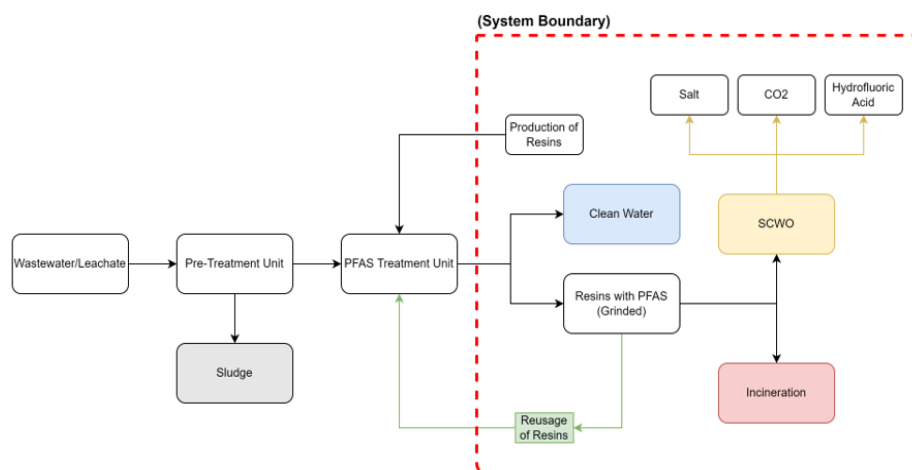 (System Boundary)
Salt
CO2
Hydrofluoric
Acid
Production of
Resins
Clean Water
SCWO
Wastewater/Leachate
Pre-Treatment Unit
PFAS Treatment Unit
Resins with PFAS
(Grinded)
Sludge
Incineration
Reusage
of Resins